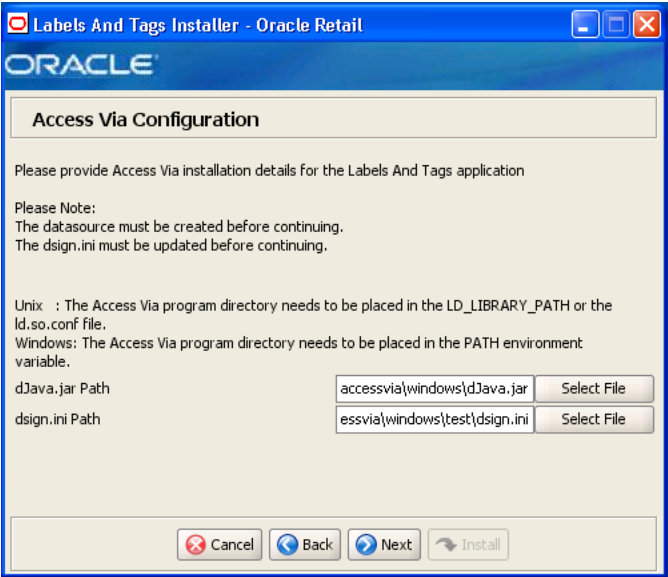 Labels And Tags Installer - Oracle Retail
ORACLE
Access Via Configuration
Please provide Access Via installation details for the Labels And Tags application
Please Note:
The datasource must be created before continuing.
The dsign.ini must be updated before continuing.
Unix : The Access Via program directory needs to be placed in the LD_LIBRARY_PATH or the
ld.so.conf file.
Windows: The Access Via program directory needs to be placed in the PATH environment
variable.
dJava.jar Path accessvia\windows\dJava.jar Select File
dsign.ini Path essvia\windows\test\dsign.ini Select File
Cancel Back Next Install